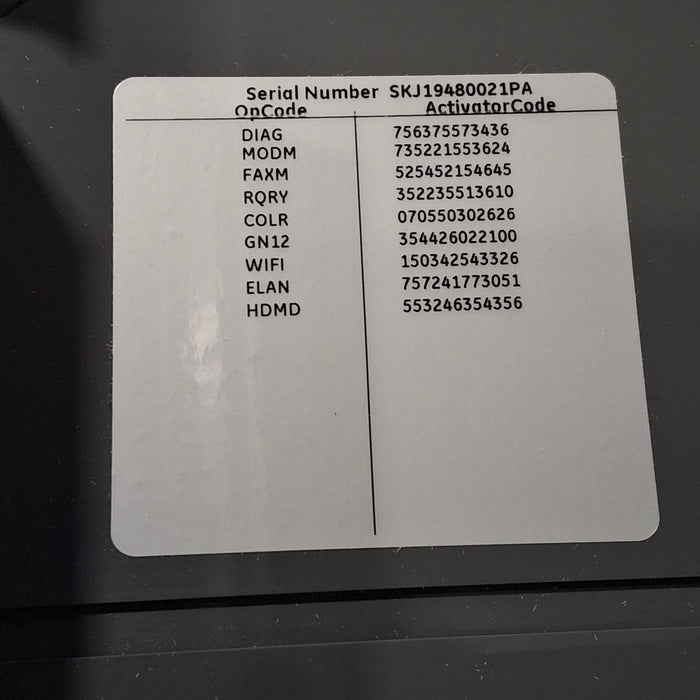 Serial Number SKJ19480021PA
OpCode ActivatorCode
DIAG 756375573436
MODM 735221553624
FAXM 525452154645
RQRY 352235513610
COLR 070550302626
GN12 354426022100
WIFI 150342543326
ELAN 757241773051
HDMD 553246354356